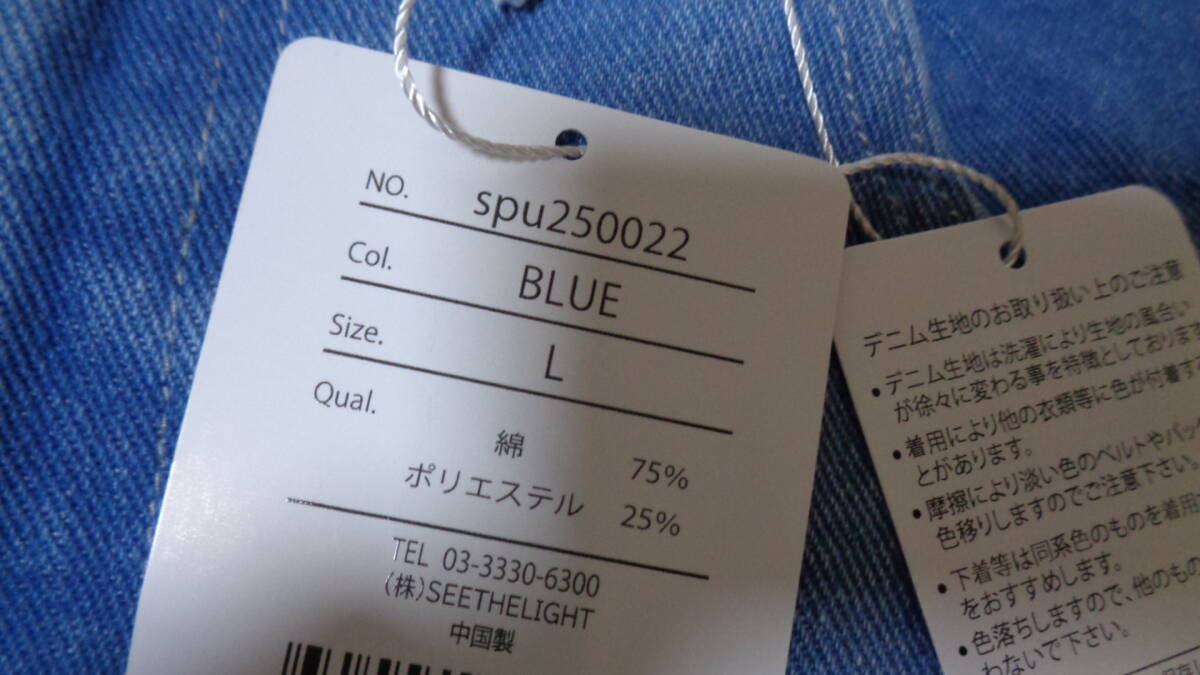 NO. spu250022
Col. BLUE
Size. L
Qual.
綿 75%
ポリエステル 25%
TEL 03-3330-6300
(株)SEETHELIGHT
中国製
デニム生地のお取り扱い上のご注意
•デニム生地は洗濯により生地の風合い
が徐々に変わる事を特徴としております
•着用により他の衣類等に色が付着す
とがあります。
•摩擦により淡い色のベルトやバッ
色移りしますのでご注意下さい。
•下着等は同系色のものを着用
をおすすめします。
•色落ちしますので、他のもの
わないで下さい。